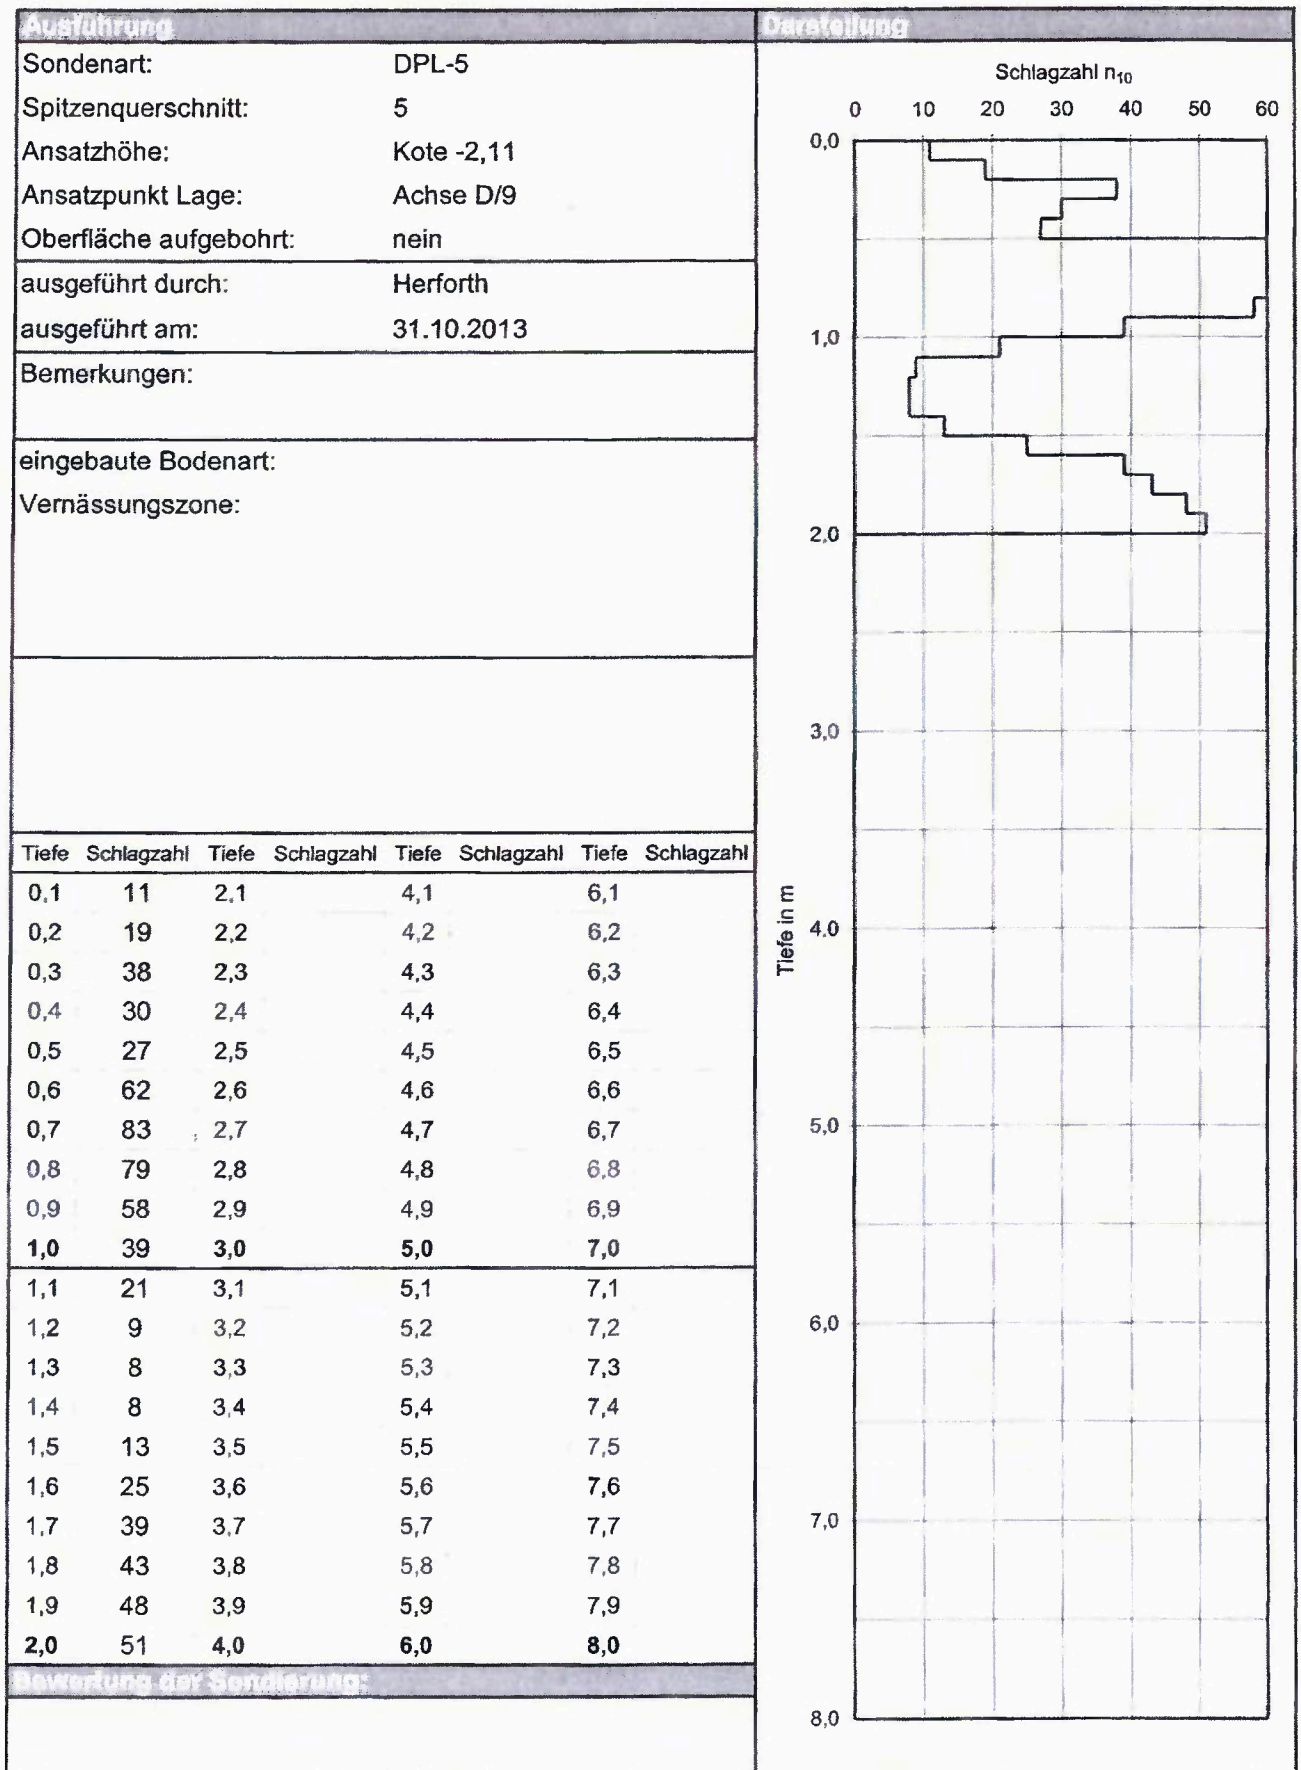 Ausführung
Sondenart: DPL-5
Spitzenquerschnitt: 5
Ansatzhöhe: Kote -2,11
Ansatzpunkt Lage: Achse D/9
Oberfläche aufgebohrt: nein
ausgeführt durch: Herforth
ausgeführt am: 31.10.2013
Bemerkungen:
eingebaute Bodenart:
Vernässungszone:
Tiefe Schlagzahl Tiefe Schlagzahl Tiefe Schlagzahl Tiefe Schlagzahl
0,1 11 2,1 4,1 6,1
0,2 19 2,2 4,2 6,2
0,3 38 2,3 4,3 6,3
0,4 30 2,4 4,4 6,4
0,5 27 2,5 4,5 6,5
0,6 62 2,6 4,6 6,6
0,7 83 2,7 4,7 6,7
0,8 79 2,8 4,8 6,8
0,9 58 2,9 4,9 6,9
1,0 39 3,0 5,0 7,0
1,1 21 3,1 5,1 7,1
1,2 9 3,2 5,2 7,2
1,3 8 3,3 5,3 7,3
1,4 8 3,4 5,4 7,4
1,5 13 3,5 5,5 7,5
1,6 25 3,6 5,6 7,6
1,7 39 3,7 5,7 7,7
1,8 43 3,8 5,8 7,8
1,9 48 3,9 5,9 7,9
2,0 51 4,0 6,0 8,0
Bewertung der Sondierung:
Darstellung
Schlagzahl n₁₀
0 10 20 30 40 50 60
0,0
1,0
2,0
3,0
Tiefe in m
4,0
5,0
6,0
7,0
8,0